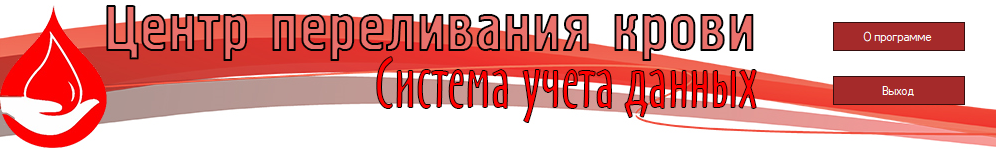 Центр переливания крови
Система учета данных
О программе
Выход